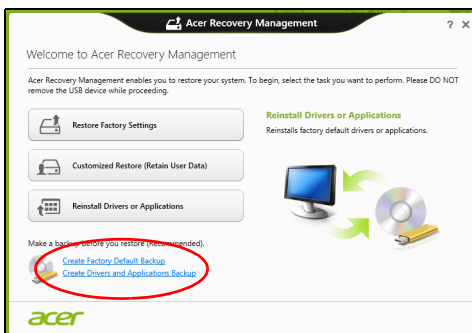 Acer Recovery Management
? X
Welcome to Acer Recovery Management
Acer Recovery Management enables you to restore your system. To begin, select the task you want to perform. Please DO NOT
remove the USB device while proceeding.
Restore Factory Settings
Customized Restore (Retain User Data)
Reinstall Drivers or Applications
Reinstall Drivers or Applications
Reinstalls factory default drivers or applications.
Make a backup before you restore (Recommended).
Create Factory Default Backup
Create Drivers and Applications Backup
acer